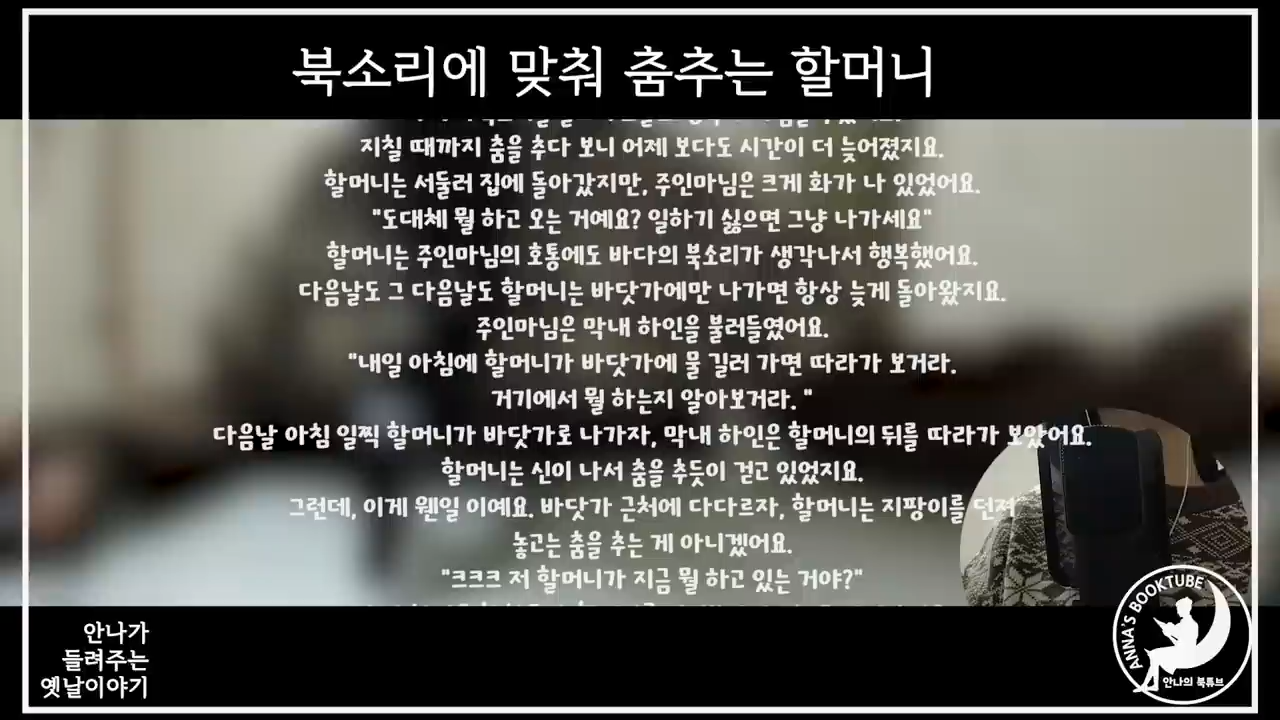 북소리에 맞춰 춤추는 할머니
지칠 때까지 춤을 추다 보니 어제 보다도 시간이 더 늦어졌지요.
할머니는 서둘러 집에 돌아갔지만, 주인마님은 크게 화가 나 있었어요.
"도대체 뭘 하고 오는 거예요? 일하기 싫으면 그냥 나가세요"
할머니는 주인마님의 호통에도 바다의 북소리가 생각나서 행복했어요.
다음날도 그 다음날도 할머니는 바닷가에만 나가면 항상 늦게 돌아왔지요.
주인마님은 막내 하인을 불러들였어요.
"내일 아침에 할머니가 바닷가에 물 길러 가면 따라가 보거라.
거기에서 뭘 하는지 알아보거라. "
다음날 아침 일찍 할머니가 바닷가로 나가자, 막내 하인은 할머니의 뒤를 따라가 보았어요.
할머니는 신이 나서 춤을 추듯이 걷고 있었지요.
그런데, 이게 웬일 이예요. 바닷가 근처에 다다르자, 할머니는 지팡이를 던져
놓고는 춤을 추는 게 아니겠어요.
"크크크 저 할머니가 지금 뭘 하고 있는 거야?"
안나가
들려주는
옛날이야기
ANNA'S BOOKTUBE
안나의 북튜브